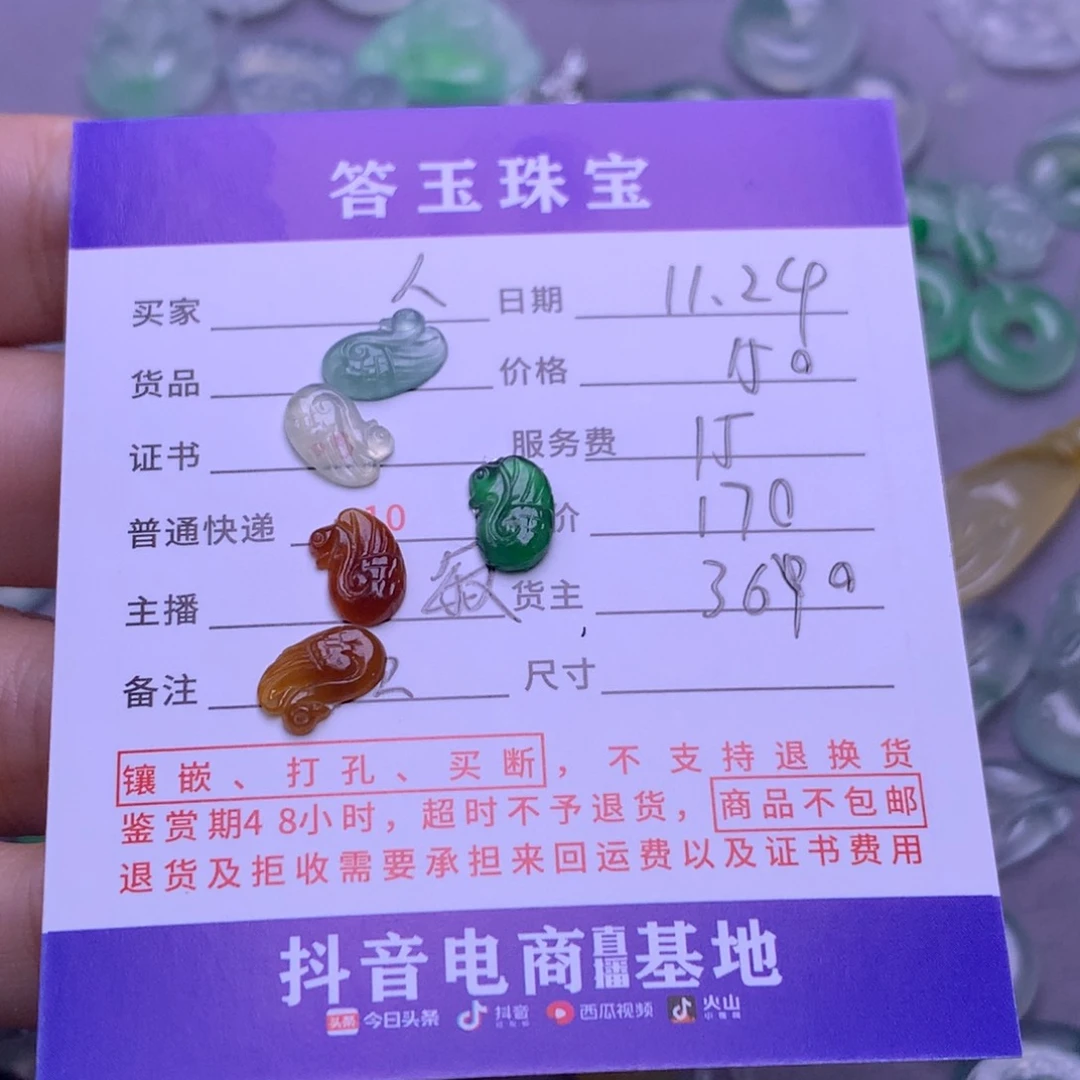 答玉珠宝
买家 人 日期 11.24
货品 价格 150
证书 服务费 15
普通快递 10 价 170
主播 货主
备注 尺寸
镶嵌、打孔、买断，不支持退换货
鉴赏期48小时，超时不予退货，商品不包邮
退货及拒收需要承担来回运费以及证书费用
抖音电商直播基地
头条 今日头条 抖音 西瓜视频 火山